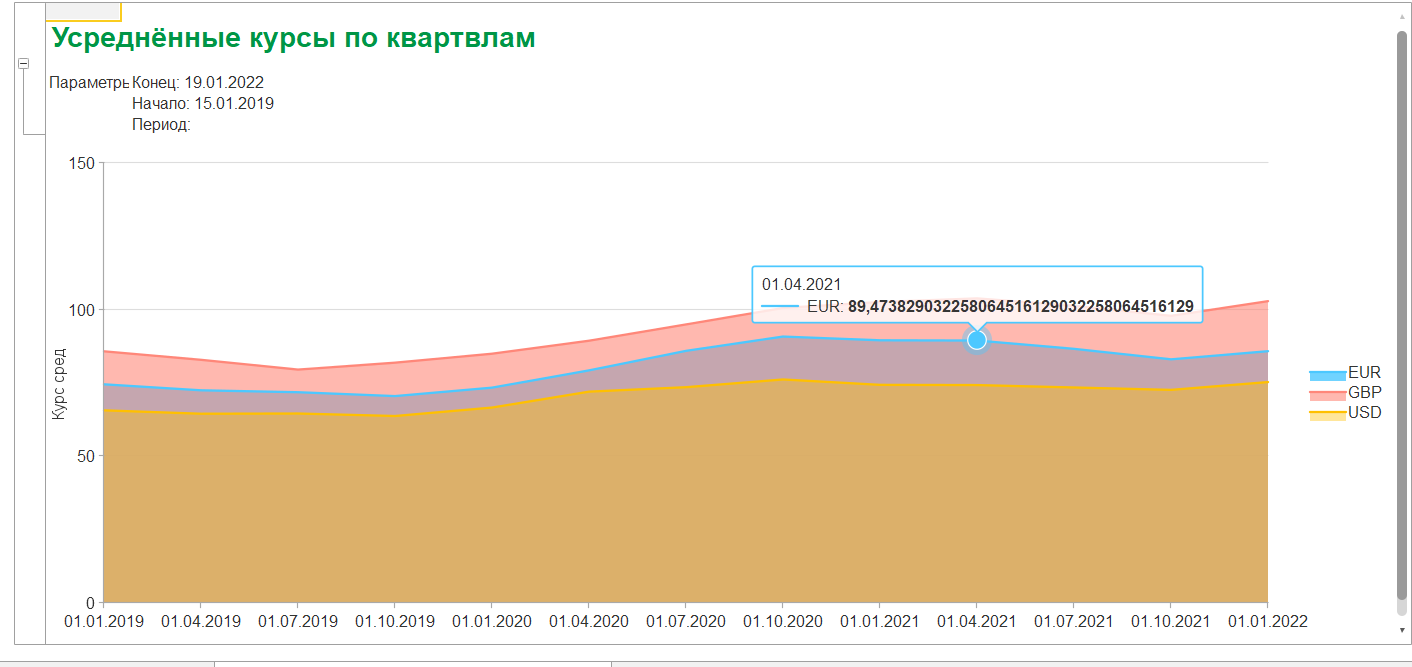 Усреднённые курсы по квартвлам
Параметры Конец: 19.01.2022
Начало: 15.01.2019
Период:
150
01.04.2021
EUR: 89,47382903225806451612903225806451 6129
100
Курс сред
EUR
GBP
USD
50
0
01.01.2019 01.04.2019 01.07.2019 01.10.2019 01.01.2020 01.04.2020 01.07.2020 01.10.2020 01.01.2021 01.04.2021 01.07.2021 01.10.2021 01.01.2022